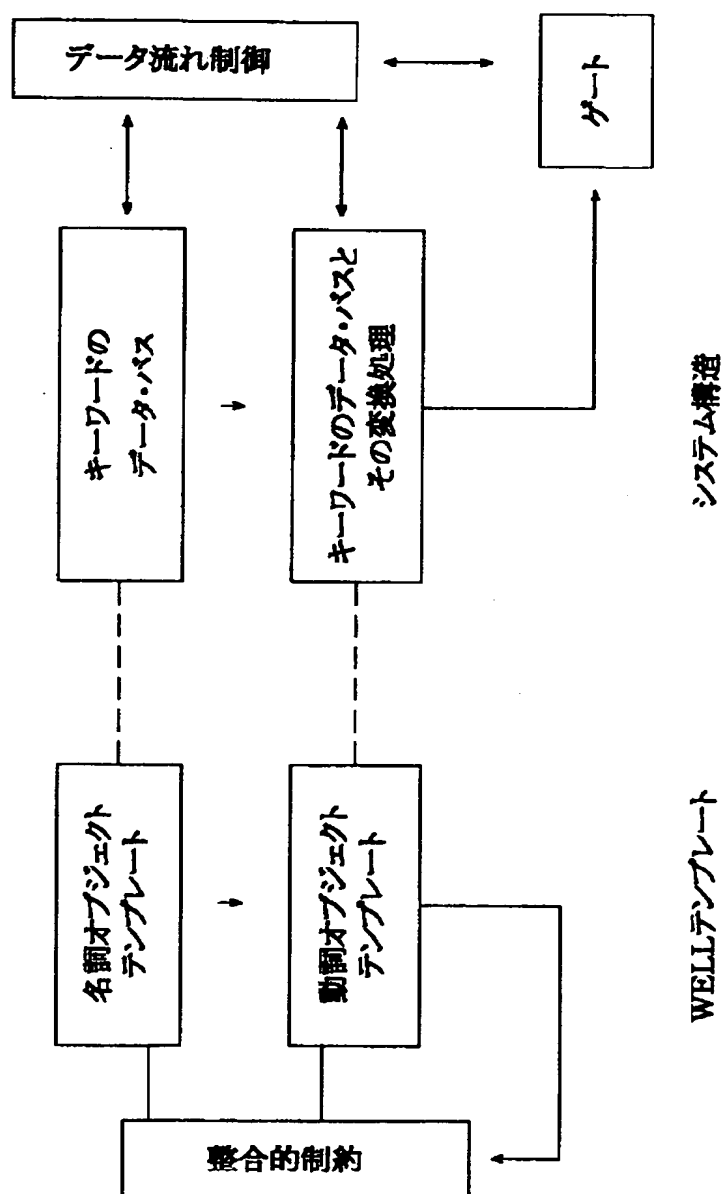 データ流れ制御
ゲート
キーワードの
データ・パス
キーワードのデータ・パスと
その変換処理
システム構造
名詞オブジェクト
テンプレート
動詞オブジェクト
テンプレート
WELLテンプレート
整合的制約